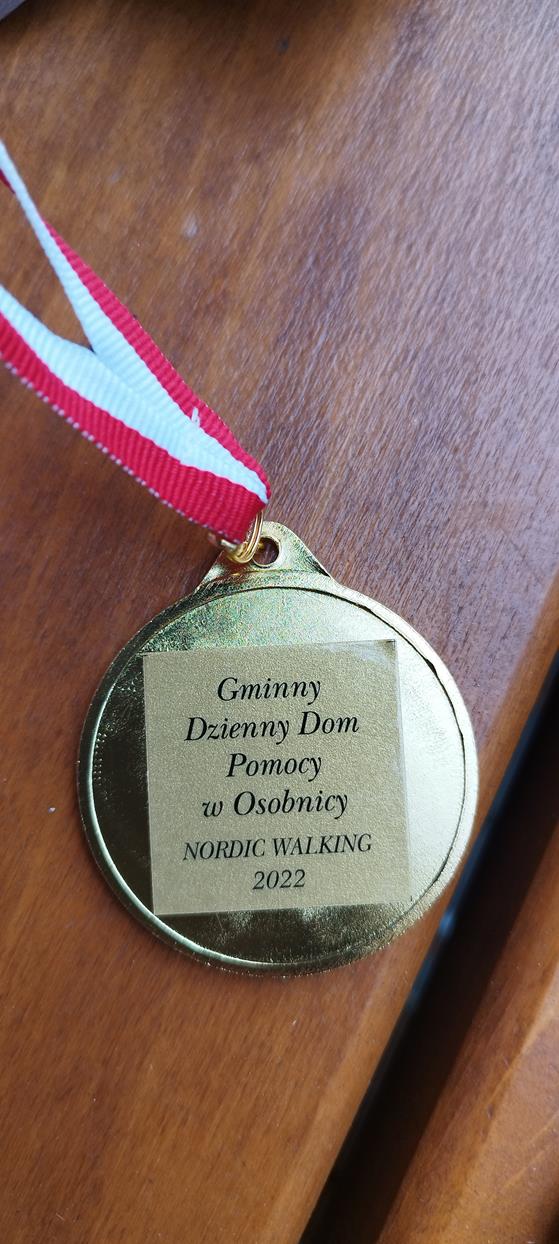 Gminny
Dzienny Dom
Pomocy
w Osobnicy
NORDIC WALKING
2022